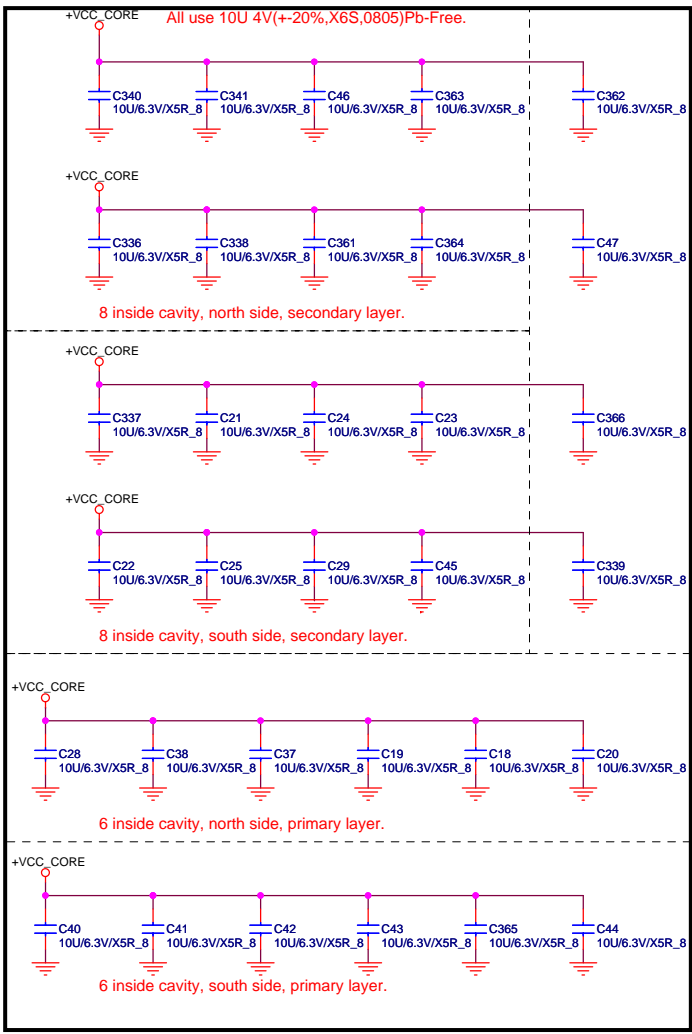 +VCC_CORE
All use 10U 4V(+-20%,X6S,0805)Pb-Free.
C340
10U/6.3V/X5R_8
C341
10U/6.3V/X5R_8
C46
10U/6.3V/X5R_8
C363
10U/6.3V/X5R_8
C362
10U/6.3V/X5R_8
+VCC_CORE
C336
10U/6.3V/X5R_8
C338
10U/6.3V/X5R_8
C361
10U/6.3V/X5R_8
C364
10U/6.3V/X5R_8
C47
10U/6.3V/X5R_8
8 inside cavity, north side, secondary layer.
+VCC_CORE
C337
10U/6.3V/X5R_8
C21
10U/6.3V/X5R_8
C24
10U/6.3V/X5R_8
C23
10U/6.3V/X5R_8
C366
10U/6.3V/X5R_8
+VCC_CORE
C22
10U/6.3V/X5R_8
C25
10U/6.3V/X5R_8
C29
10U/6.3V/X5R_8
C45
10U/6.3V/X5R_8
C339
10U/6.3V/X5R_8
8 inside cavity, south side, secondary layer.
+VCC_CORE
C28
10U/6.3V/X5R_8
C38
10U/6.3V/X5R_8
C37
10U/6.3V/X5R_8
C19
10U/6.3V/X5R_8
C18
10U/6.3V/X5R_8
C20
10U/6.3V/X5R_8
6 inside cavity, north side, primary layer.
+VCC_CORE
C40
10U/6.3V/X5R_8
C41
10U/6.3V/X5R_8
C42
10U/6.3V/X5R_8
C43
10U/6.3V/X5R_8
C365
10U/6.3V/X5R_8
C44
10U/6.3V/X5R_8
6 inside cavity, south side, primary layer.